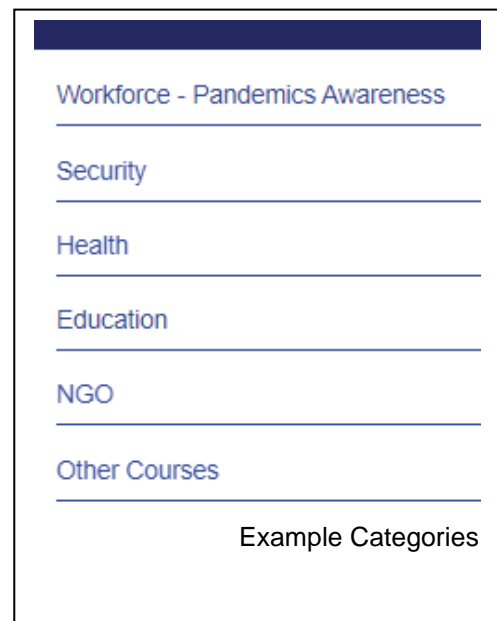 Workforce - Pandemics Awareness
Security
Health
Education
NGO
Other Courses
Example Categories